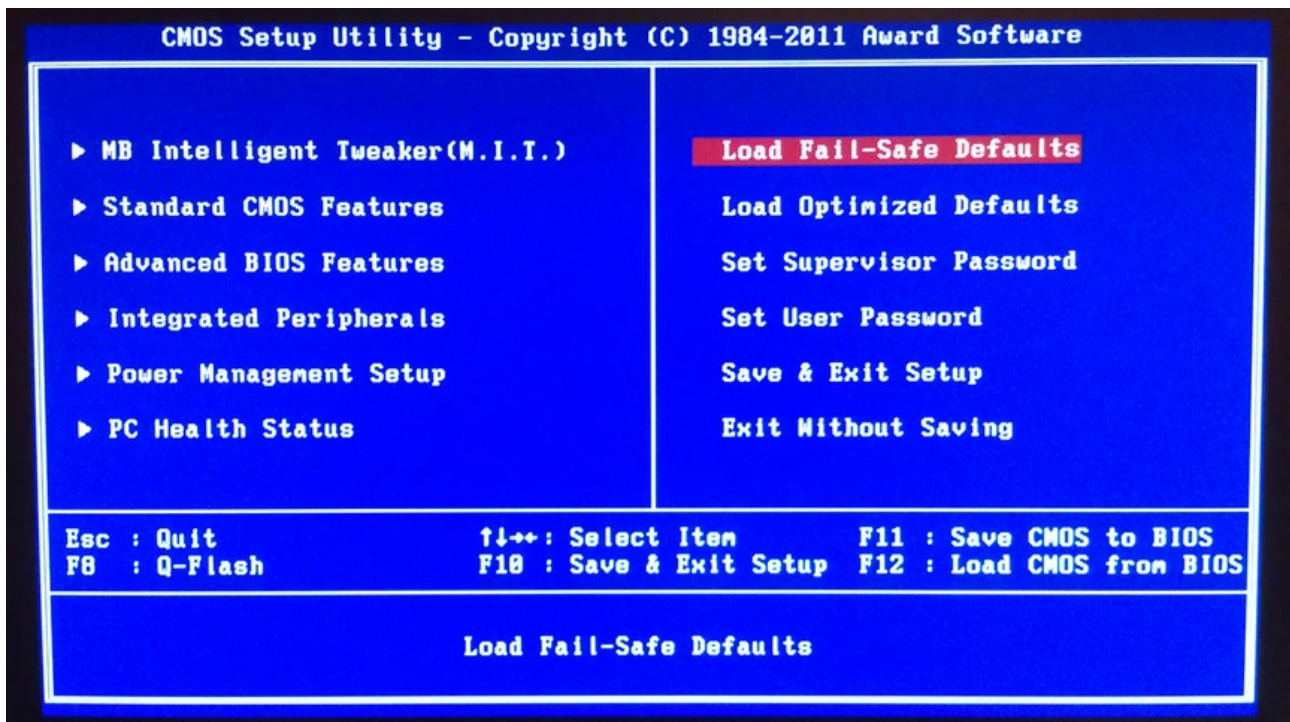 CMOS Setup Utility - Copyright (C) 1984-2011 Award Software
▶ MB Intelligent Tweaker(M.I.T.)
▶ Standard CMOS Features
▶ Advanced BIOS Features
▶ Integrated Peripherals
▶ Power Management Setup
▶ PC Health Status
Load Fail-Safe Defaults
Load Optimized Defaults
Set Supervisor Password
Set User Password
Save & Exit Setup
Exit Without Saving
Esc : Quit
F8 : Q-Flash
↑↓→←: Select Item
F10 : Save & Exit Setup
F11 : Save CMOS to BIOS
F12 : Load CMOS from BIOS
Load Fail-Safe Defaults